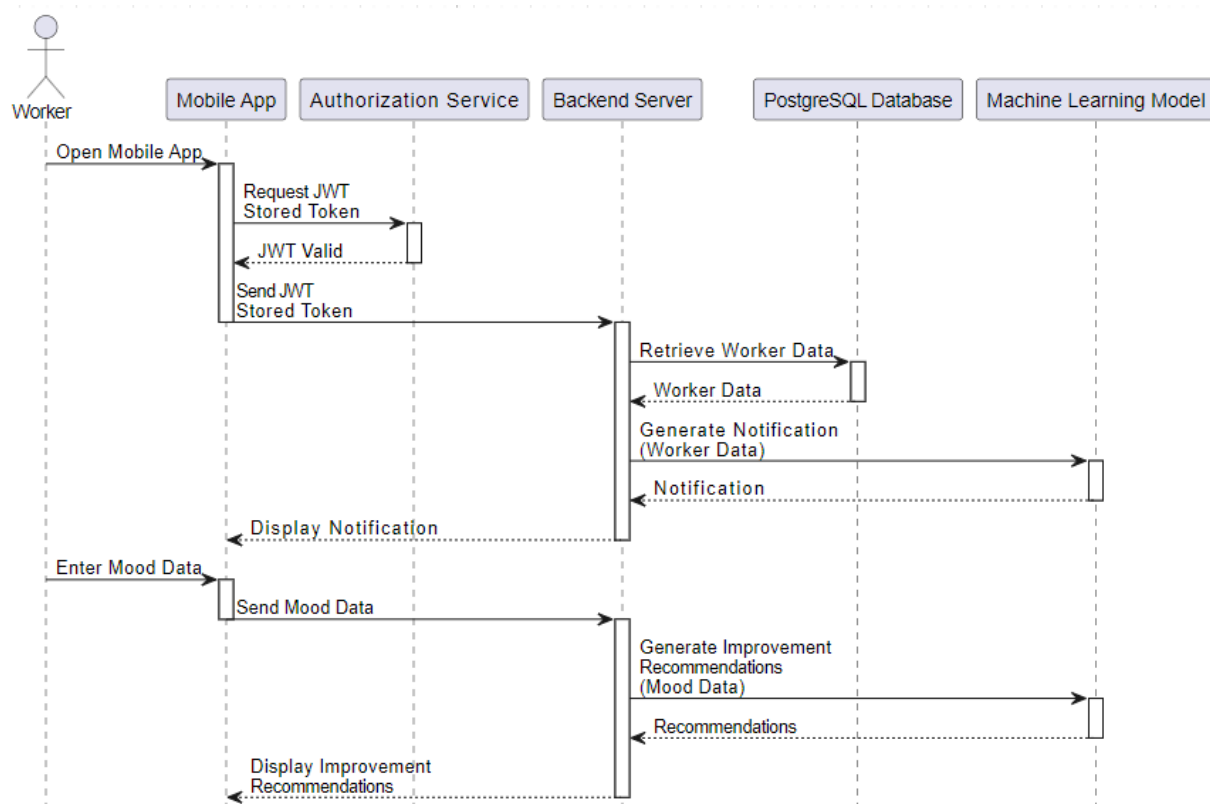 Worker
Mobile App
Authorization Service
Backend Server
PostgreSQL Database
Machine Learning Model
Open Mobile App
Request JWT
Stored Token
JWT Valid
Send JWT
Stored Token
Retrieve Worker Data
Worker Data
Generate Notification
(Worker Data)
Notification
Display Notification
Enter Mood Data
Send Mood Data
Generate Improvement
Recommendations
(Mood Data)
Recommendations
Display Improvement
Recommendations